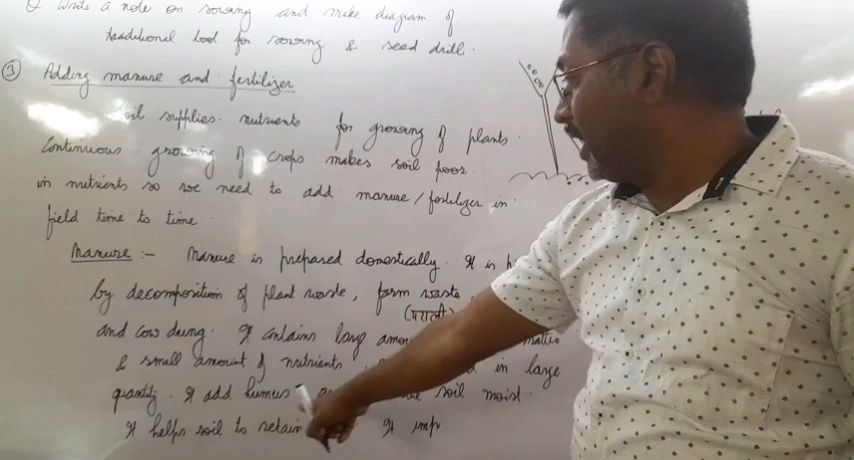 Q Write a note on sowing and make diagram of
traditional tool for sowing & seed drill.
③ Adding manure and fertilizer
Soil supplies nutrients for growing of plants.
Continuous growing of crops makes soil poor
in nutrients so we need to add manure/fertilizer in
field time to time
Manure :- Manure is prepared domestically. It is
by decomposition of plant waste, farm waste
(पराली)
and cow dung. It contains large
& small amount of nutrients in large
quantity. It add humus soil moist.
It helps soil to retain It imp